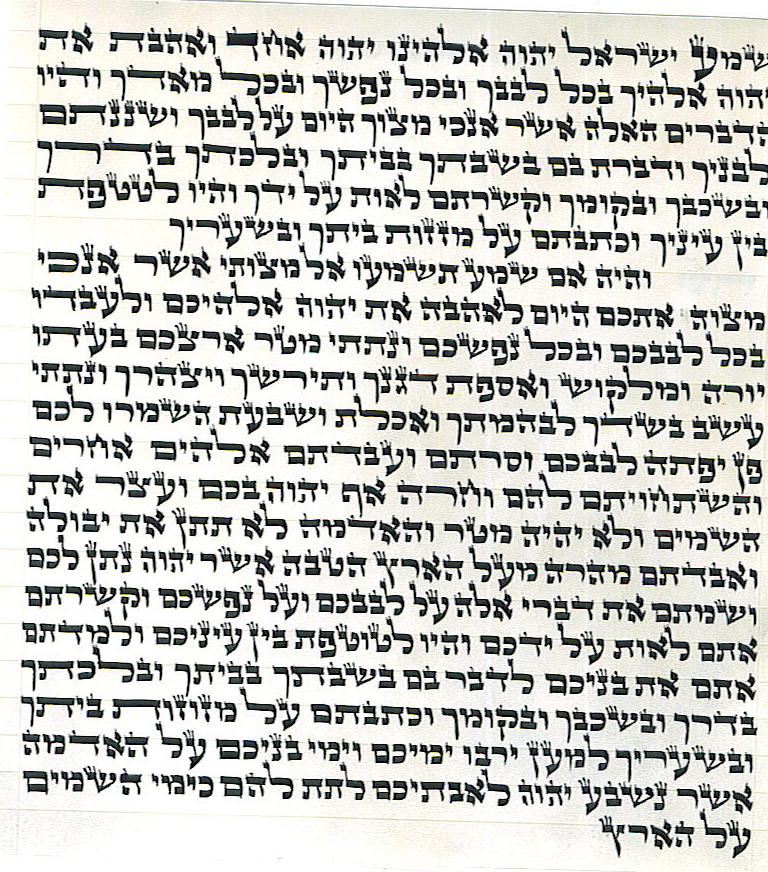 שמע ישראל יהוה אלהינו יהוה אחד ואהבת את
יהוה אלהיך בכל לבבך ובכל נפשך ובכל מאדך והיו
הדברים האלה אשר אנכי מצוך היום על לבבך ושננתם
לבניך ודברת בם בשבתך בביתך ובלכתך בדרך
ובשכבך ובקומך וקשרתם לאות על ידך והיו לטטפת
בין עיניך וכתבתם על מזזות ביתך ובשעריך
והיה אם שמע תשמעו אל מצותי אשר אנכי
מצוה אתכם היום לאהבה את יהוה אלהיכם ולעבדו
בכל לבבכם ובכל נפשכם ונתתי מטר ארצכם בעתו
יורה ומלקוש ואספת דגנך ותירשך ויצהרך ונתתי
עשב בשדך לבהמתך ואכלת ושבעת השמרו לכם
פן יפתה לבבכם וסרתם ועבדתם אלהים אחרים
והשתחויתם להם וחרה אף יהוה בכם ועצר את
השמים ולא יהיה מטר והאדמה לא תתן את יבולה
ואבדתם מהרה מעל הארץ הטבה אשר יהוה נתן לכם
ושמתם את דברי אלה על לבבכם ועל נפשכם וקשרתם
אתם לאות על ידכם והיו לטוטפת בין עיניכם ולמדתם
אתם את בניכם לדבר בם בשבתך בביתך ובלכתך
בדרך ובשכבך ובקומך וכתבתם על מזוזות ביתך
ובשעריך למען ירבו ימיכם וימי בניכם על האדמה
אשר נשבע יהוה לאבתיכם לתת להם כימי השמים
על הארץ